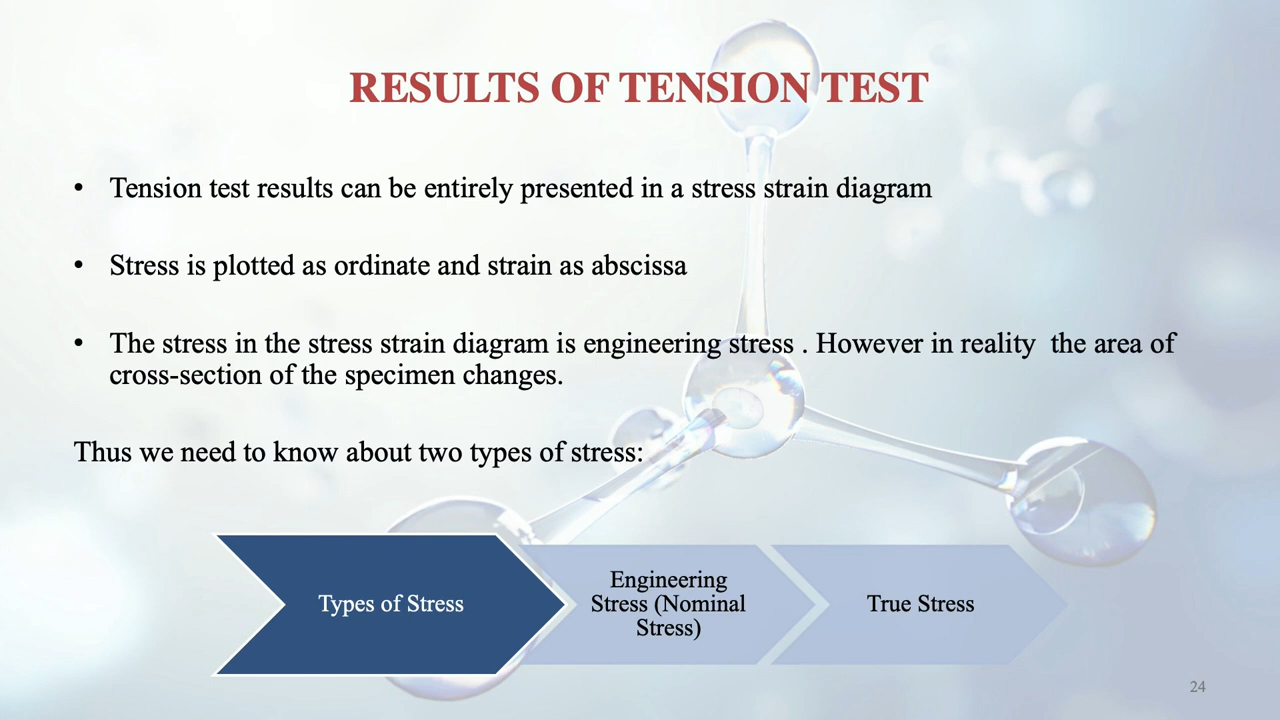 RESULTS OF TENSION TEST
• Tension test results can be entirely presented in a stress strain diagram
• Stress is plotted as ordinate and strain as abscissa
• The stress in the stress strain diagram is engineering stress . However in reality  the area of
cross-section of the specimen changes.
Thus we need to know about two types of stress:
Types of Stress
Engineering
Stress (Nominal
Stress)
True Stress
24